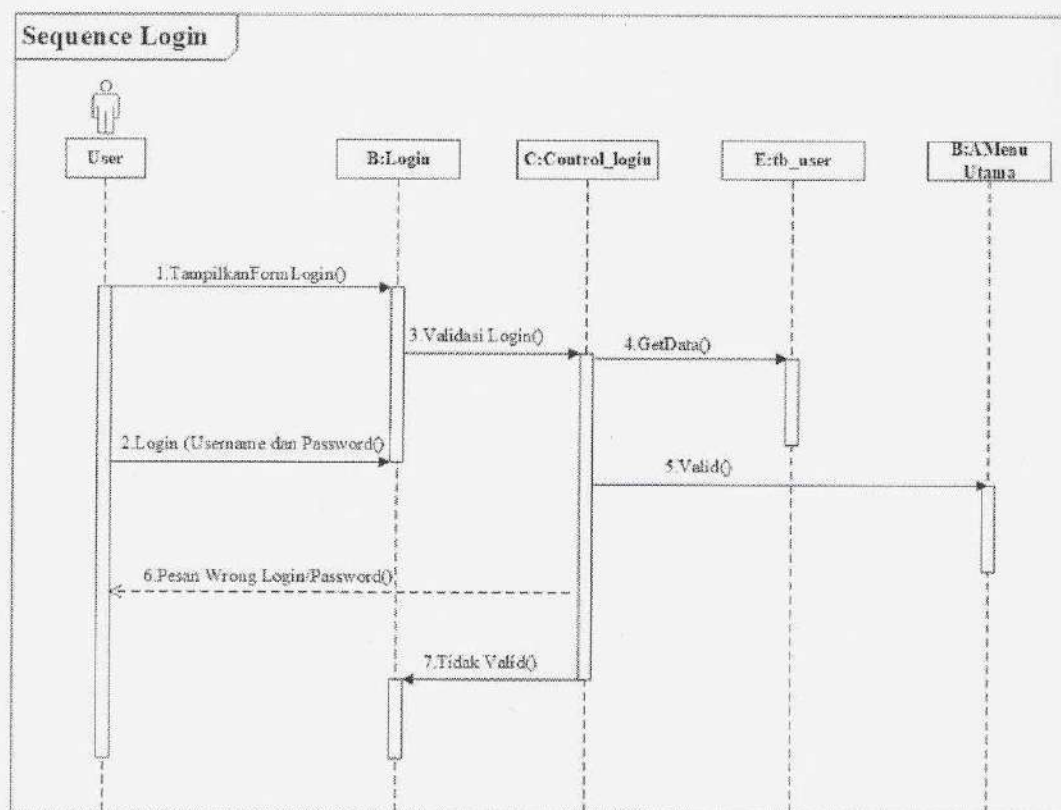 Sequence Login
User
B:Login
C:Control_login
E:tb_user
B:AMenu
Utama
1.TampilkanFormLogin()
3.Validasi Login()
4.GetData()
2.Login (Username dan Password()
5.Valid()
6.Pesan Wrong Login/Password()
7.Tidak Valid()